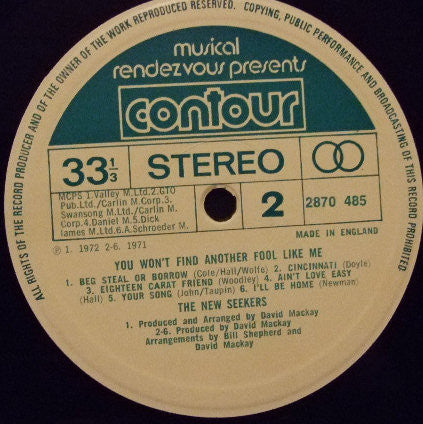 ALL RIGHTS OF THE RECORD PRODUCER AND OF THE OWNER OF THE WORK REPRODUCED RESERVED. COPYING, PUBLIC PERFORMANCE AND BROADCASTING OF THIS RECORD PROHIBITED
musical
rendezvous presents
contour
33⅓ STEREO
MCPS 1.Valley M.Ltd.2.GTO
Pub.Ltd./Carlin M.Corp.3.
Swansong M.Ltd./Carlin M.
Corp.4.Daniel M.5.Dick
James M.Ltd.6.A.Schroeder M.
2 2870 485
℗ 1. 1972 2-6. 1971
MADE IN ENGLAND
YOU WON'T FIND ANOTHER FOOL LIKE ME
1. BEG STEAL OR BORROW (Cole/Hall/Wolfe) 2. CINCINNATI (Doyle)
3. EIGHTEEN CARAT FRIEND (Woodley) 4. AIN'T LOVE EASY
(Hall) 5. YOUR SONG (John/Taupin) 6. I'LL BE HOME (Newman)
THE NEW SEEKERS
1. Produced and Arranged by David Mackay
2-6. Produced by David Mackay
Arrangements by Bill Shepherd and
David Mackay